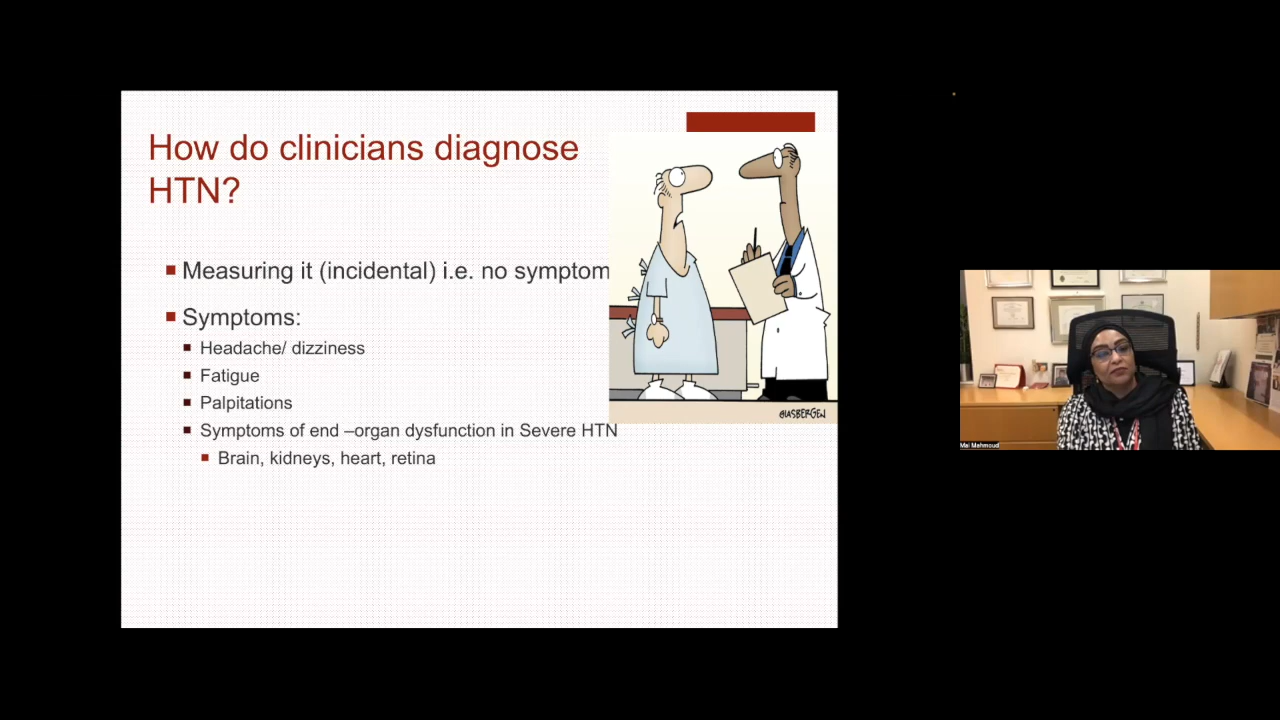 How do clinicians diagnose
HTN?
Measuring it (incidental) i.e. no symptom
Symptoms:
Headache/ dizziness
Fatigue
Palpitations
Symptoms of end –organ dysfunction in Severe HTN
Brain, kidneys, heart, retina
GLASBERGEN
Mai Mahmoud